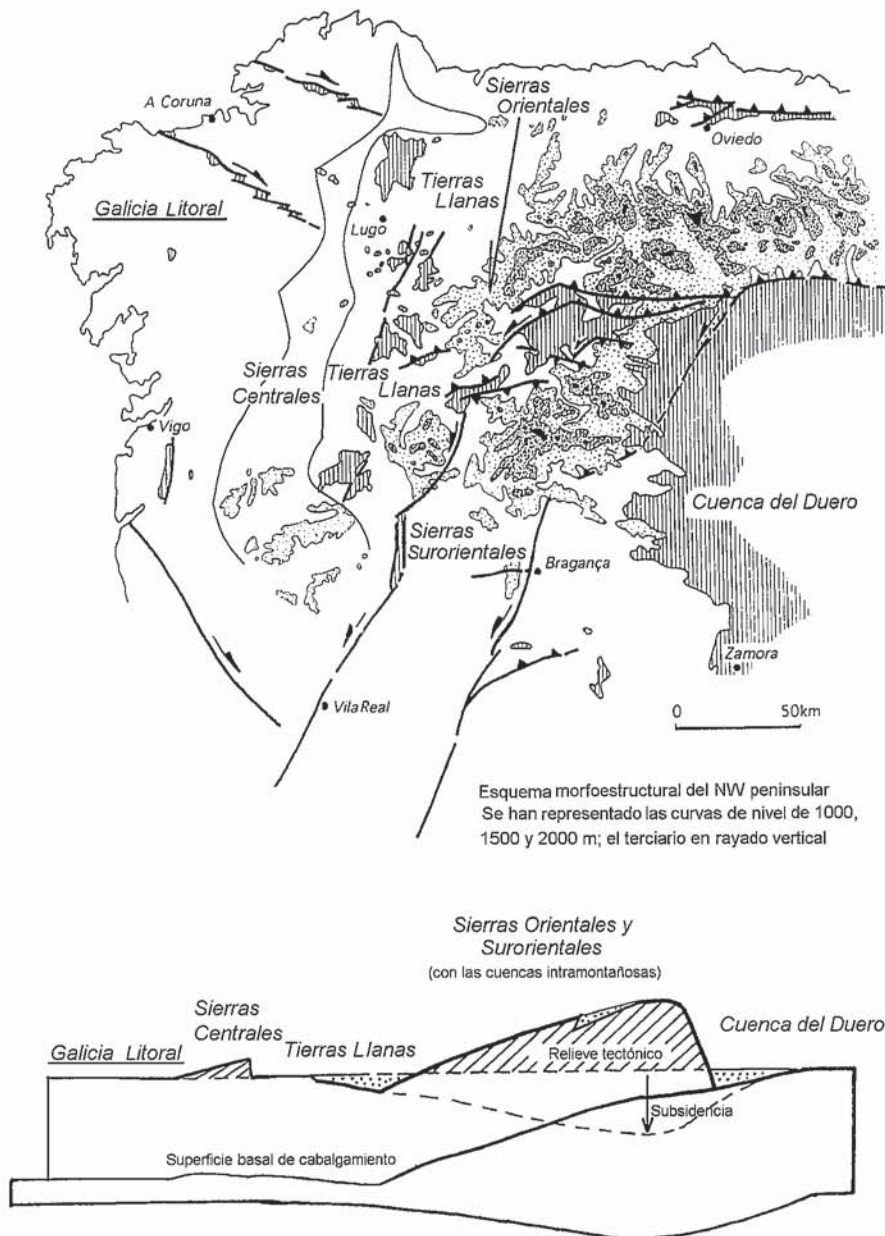 Sierras
Orientales
A Coruna
Oviedo
Tierras
Llanas
Galicia Litoral
Lugo
Sierras
Centrales
Tierras
Llanas
Vigo
Cuenca del Duero
Sierras
Surorientales
Bragança
Zamora
Vila Real
0 50km
Esquema morfoestructural del NW peninsular
Se han representado las curvas de nivel de 1000,
1500 y 2000 m; el terciario en rayado vertical
Sierras Orientales y
Surorientales
(con las cuencas intramontañosas)
Sierras
Centrales
Cuenca del Duero
Galicia Litoral
Tierras Llanas
Relieve tectónico
Subsidencia
Superficie basal de cabalgamiento